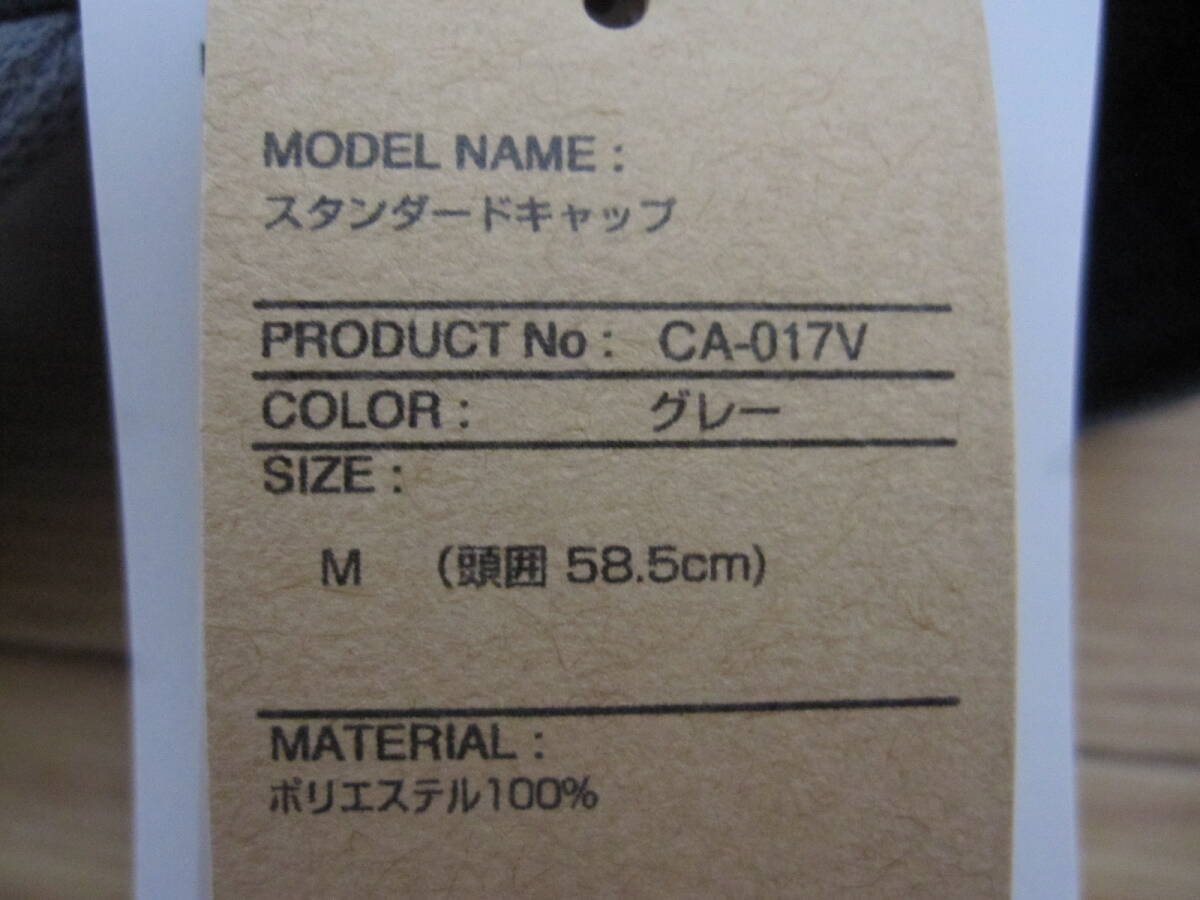 MODEL NAME :
スタンダードキャップ
PRODUCT No : CA-017V
COLOR : グレー
SIZE :
M (頭囲 58.5cm)
MATERIAL :
ポリエステル100%